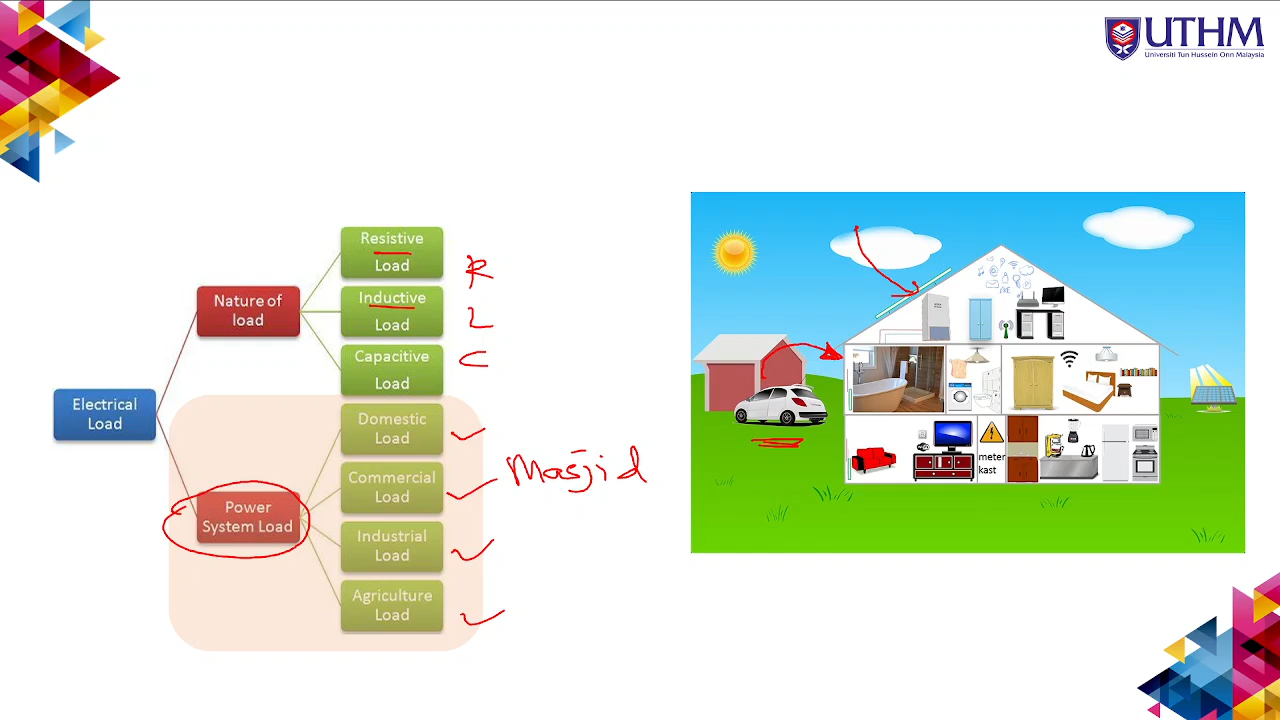 UTHM
Universiti Tun Hussein Onn Malaysia
Electrical
Load
Nature of
load
Resistive
Load
R
Inductive
Load
L
Capacitive
Load
C
Power
System Load
Domestic
Load
Commercial
Load
Masjid
Industrial
Load
Agriculture
Load
meter
kast